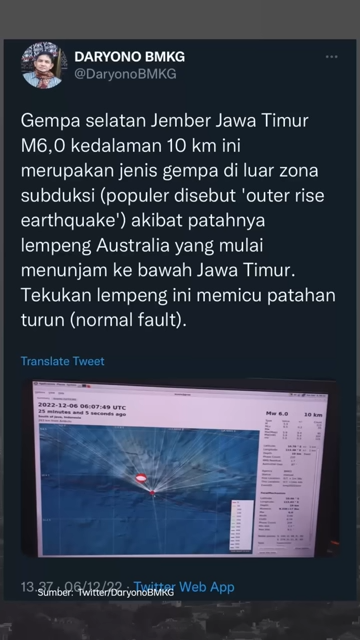 DARYONO BMKG
@DaryonoBMKG
Gempa selatan Jember Jawa Timur
M6,0 kedalaman 10 km ini
merupakan jenis gempa di luar zona
subduksi (populer disebut 'outer rise
earthquake') akibat patahnya
lempeng Australia yang mulai
menunjam ke bawah Jawa Timur.
Tekukan lempeng ini memicu patahan
turun (normal fault).
Translate Tweet
2022-12-06 06:07:49 UTC
25 minutes and 5 seconds ago
Mw 6.0
10 km
13.37 · 06/12/22 · Twitter Web App
Sumber: Twitter/DaryonoBMKG